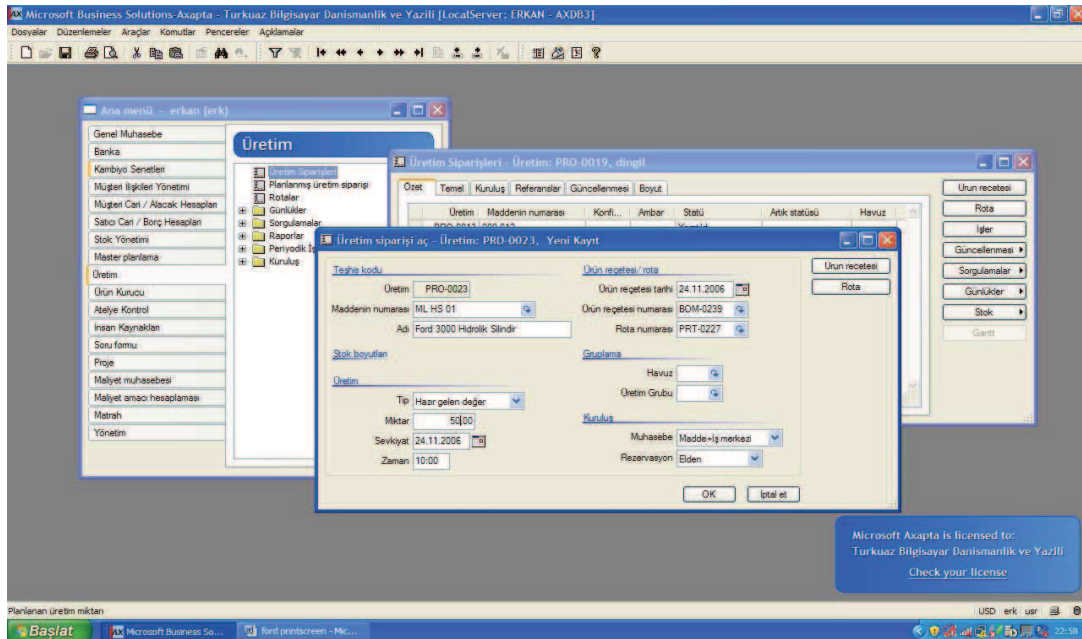 Microsoft Business Solutions-Axapta - Turkuaz Bilgisayar Danismanlik ve Yazili [LocalServer: ERKAN - AXDB3]
Dosyalar Düzenlemeler Araçlar Komutlar Pencereler Açıklamalar
Ana menü - erkan (erk)
Genel Muhasebe
Banka
Kambiyo Senetleri
Müşteri İlişkileri Yönetimi
Müşteri Cari / Alacak Hesapları
Satıcı Cari / Borç Hesapları
Stok Yönetimi
Master planlama
Üretim
Ürün Kurucu
Atelye Kontrol
İnsan Kaynakları
Soru formu
Proje
Maliyet muhasebesi
Maliyet amacı hesaplaması
Matrah
Yönetim
Üretim
Üretim Siparişleri
Planlanmış üretim siparişi
Rotalar
Günlükler
Sorgulamalar
Raporlar
Periyodik İş
Kuruluş
Üretim Siparişleri - Üretim: PRO-0019, dingil
Özet Temel Kuruluş Referanslar Güncellenmesi Boyut
Üretim Maddenin numarası Konfi... Ambar Statü Artık statüsü Havuz
Ürün recetesi
Rota
İşler
Güncellenmesi
Sorgulamalar
Günlükler
Stok
Gantt
Üretim siparişi aç - Üretim: PRO-0023, Yeni Kayıt
Teşhis kodu
Üretim PRO-0023
Maddenin numarası ML HS 01
Adı Ford 3000 Hidrolik Silindir
Stok boyutları
Üretim
Tip Hazır gelen değer
Miktar 50,00
Sevkiyat 24.11.2006
Zaman 10:00
Ürün reçetesi/rota
Ürün reçetesi tarihi 24.11.2006
Ürün reçetesi numarası BOM-0239
Rota numarası PRT-0227
Gruplama
Havuz
Üretim Grubu
Kuruluş
Muhasebe Madde+iş merkezi
Rezervasyon Elden
Ürun recetesi
Rota
OK İptal et
Microsoft Axapta is licensed to:
Turkuaz Bilgisayar Danismanlik ve Yazili
Check your license
Planlanan üretim miktarı
USD erk usr
Başlat Microsoft Business So... ford printscreen - Mic... 22:58